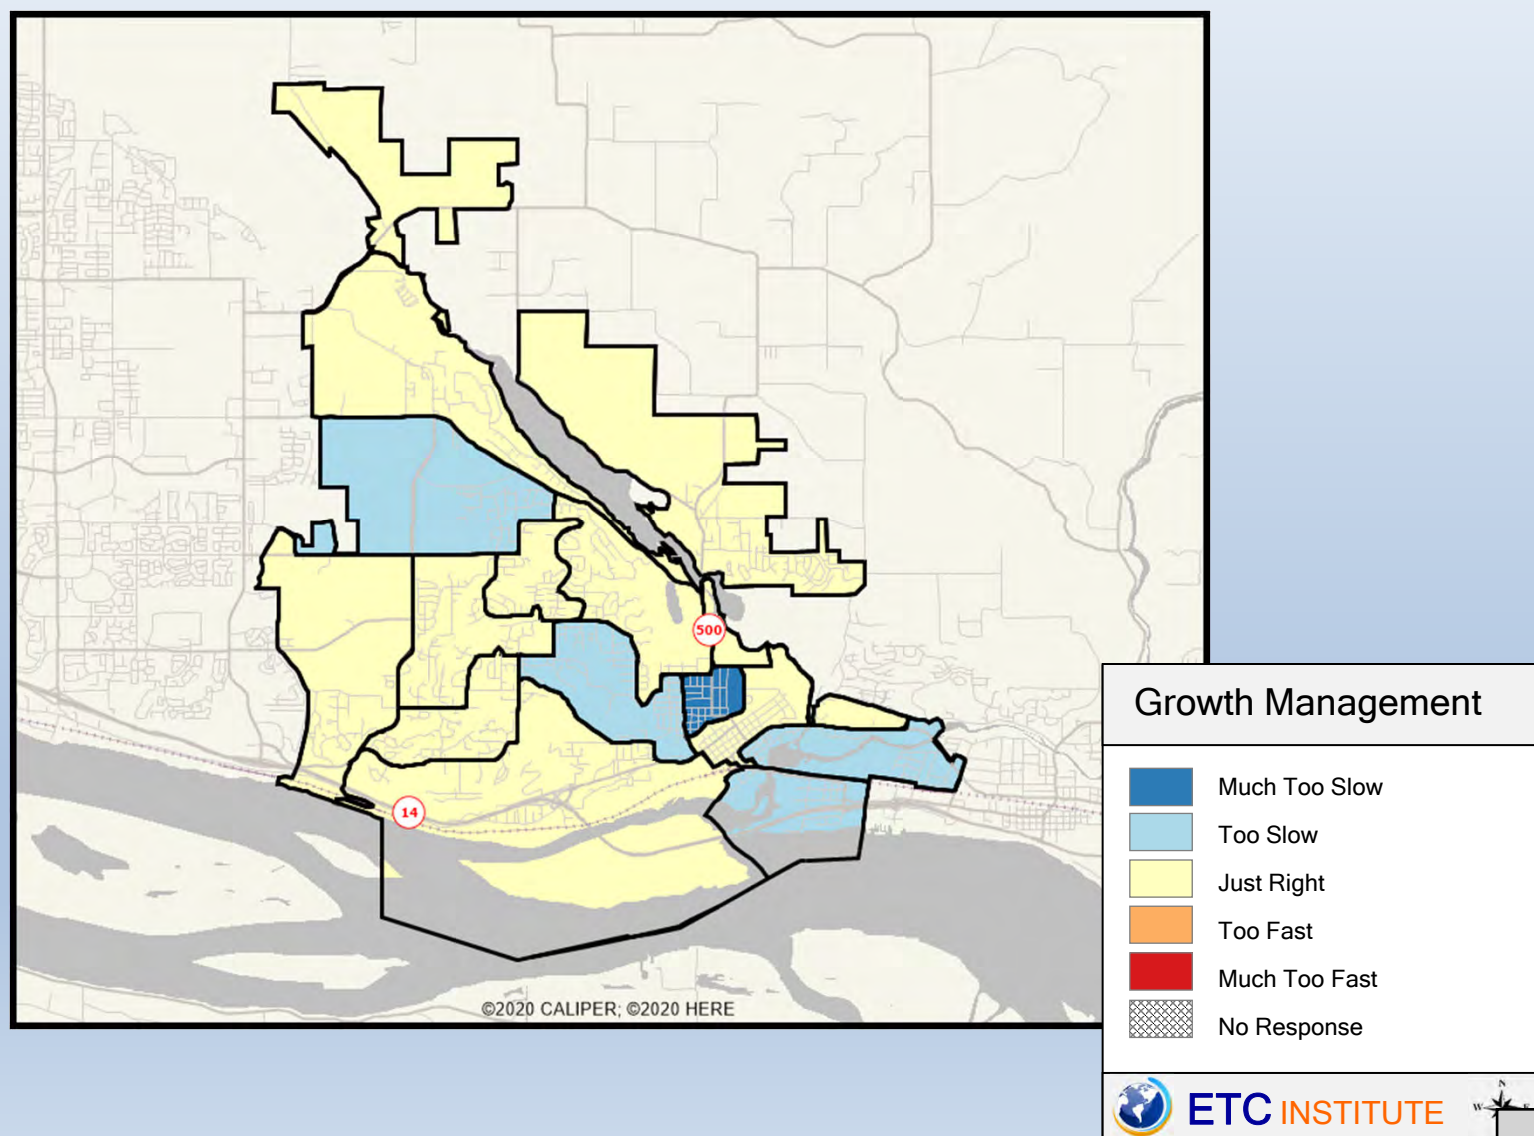 500
14
©2020 CALIPER; ©2020 HERE
Growth Management
Much Too Slow
Too Slow
Just Right
Too Fast
Much Too Fast
No Response
ETC INSTITUTE
N
W E